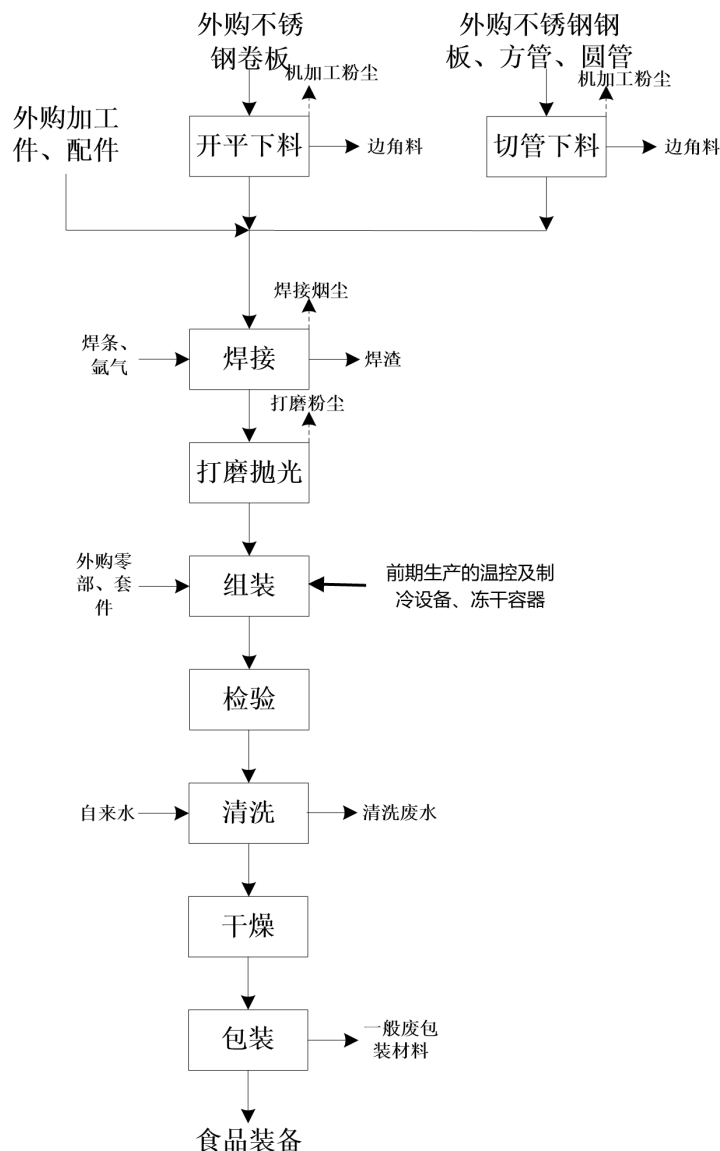 外购不锈
钢卷板
机加工粉尘
外购不锈钢钢
板、方管、圆管
机加工粉尘
外购加工
件、配件
开平下料
边角料
切管下料
边角料
焊接烟尘
焊条、
氩气
焊接
焊渣
打磨粉尘
打磨抛光
外购零
部、套
件
组装
前期生产的温控及制
冷设备、冻干容器
检验
自来水
清洗
清洗废水
干燥
包装
一般废包
装材料
食品装备